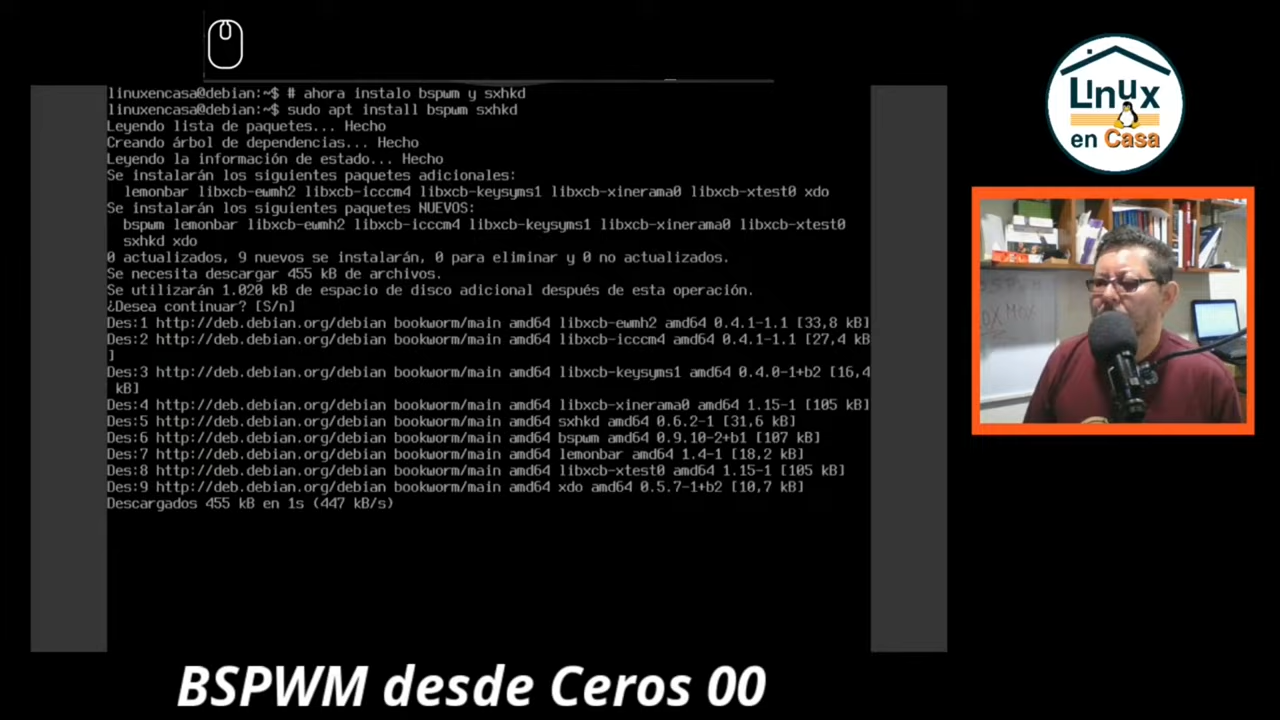 linuxencasa@debian:~$ # ahora instalo bspwm y sxhkd
linuxencasa@debian:~$ sudo apt install bspwm sxhkd
Leyendo lista de paquetes... Hecho
Creando árbol de dependencias... Hecho
Leyendo la información de estado... Hecho
Se instalarán los siguientes paquetes adicionales:
lemonbar libxcb-ewmh2 libxcb-icccm4 libxcb-keysyms1 libxcb-xinerama0 libxcb-xtest0 xdo
Se instalarán los siguientes paquetes NUEVOS:
bspwm lemonbar libxcb-ewmh2 libxcb-icccm4 libxcb-keysyms1 libxcb-xinerama0 libxcb-xtest0
sxhkd xdo
0 actualizados, 9 nuevos se instalarán, 0 para eliminar y 0 no actualizados.
Se necesita descargar 455 kB de archivos.
Se utilizarán 1.020 kB de espacio de disco adicional después de esta operación.
¿Desea continuar? [S/n]
Des:1 http://deb.debian.org/debian bookworm/main amd64 libxcb-ewmh2 amd64 0.4.1-1.1 [33,8 kB]
Des:2 http://deb.debian.org/debian bookworm/main amd64 libxcb-icccm4 amd64 0.4.1-1.1 [27,4 kB
]
Des:3 http://deb.debian.org/debian bookworm/main amd64 libxcb-keysyms1 amd64 0.4.0-1+b2 [16,4
kB]
Des:4 http://deb.debian.org/debian bookworm/main amd64 libxcb-xinerama0 amd64 1.15-1 [105 kB]
Des:5 http://deb.debian.org/debian bookworm/main amd64 sxhkd amd64 0.6.2-1 [31,6 kB]
Des:6 http://deb.debian.org/debian bookworm/main amd64 bspwm amd64 0.9.10-2+b1 [107 kB]
Des:7 http://deb.debian.org/debian bookworm/main amd64 lemonbar amd64 1.4-1 [18,2 kB]
Des:8 http://deb.debian.org/debian bookworm/main amd64 libxcb-xtest0 amd64 1.15-1 [105 kB]
Des:9 http://deb.debian.org/debian bookworm/main amd64 xdo amd64 0.5.7-1+b2 [10,7 kB]
Descargados 455 kB en 1s (447 kB/s)
LInux
en Casa
BSPWM
BSPWM desde Ceros 00